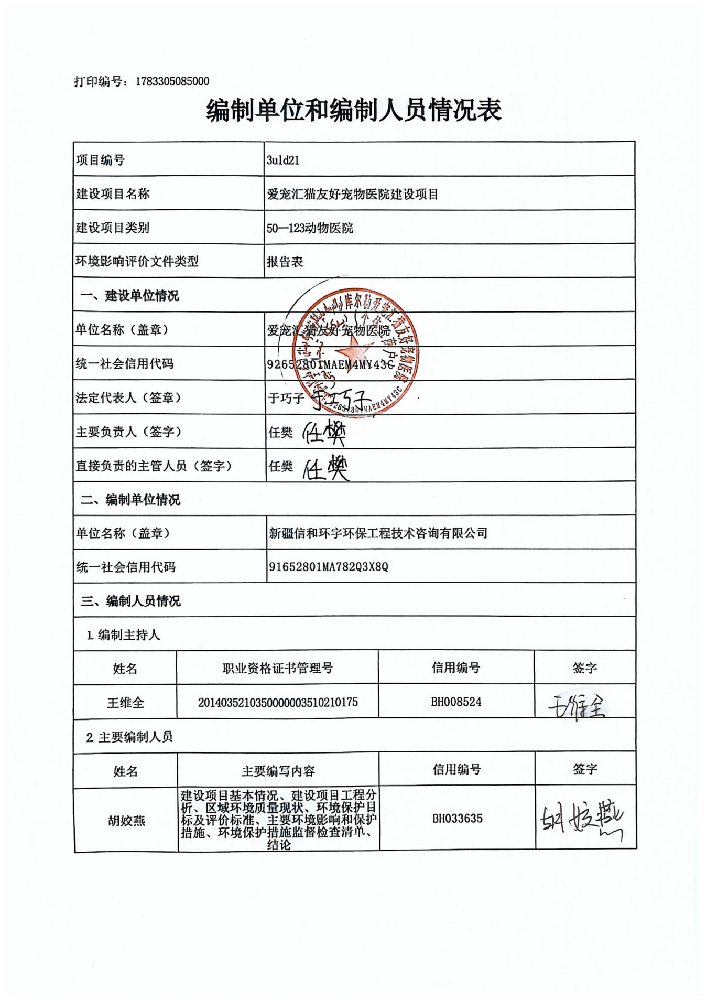 打印编号：1783305085000
编制单位和编制人员情况表
项目编号 3uld21
建设项目名称 爱宠汇猫友好宠物医院建设项目
建设项目类别 50—123动物医院
环境影响评价文件类型 报告表
一、建设单位情况
单位名称（盖章） 爱宠汇猫友好宠物医院
统一社会信用代码 92652801MAEM4MY43C
库尔勒爱宠汇猫友好宠物医院
（个体工商户）
92652801MAEM4MY43C
法定代表人（签章） 于巧子 于巧子
主要负责人（签字） 任樊 任樊
直接负责的主管人员（签字） 任樊 任樊
二、编制单位情况
单位名称（盖章） 新疆信和环宇环保工程技术咨询有限公司
统一社会信用代码 91652801MA782Q3X8Q
三、编制人员情况
1 编制主持人
姓名 职业资格证书管理号 信用编号 签字
王维全 2014035210350000003510210175 BH008524 王维全
2 主要编制人员
姓名 主要编写内容 信用编号 签字
建设项目基本情况、建设项目工程分
析、区域环境质量现状、环境保护目
胡姣燕 标及评价标准、主要环境影响和保护 BH033635 胡姣燕
措施、环境保护措施监督检查清单、
结论